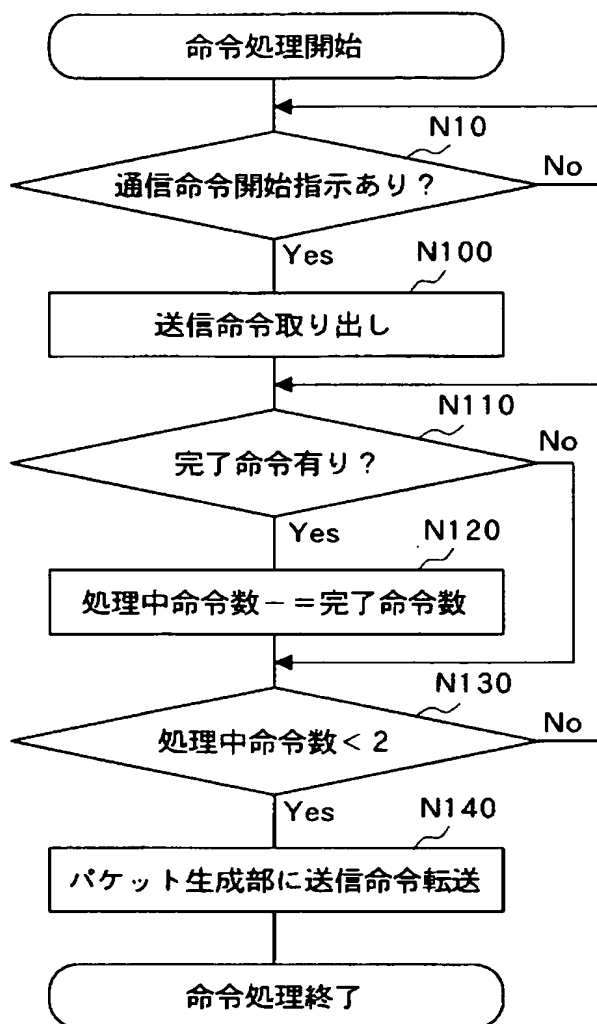 命令処理開始
N10
通信命令開始指示あり?
No
Yes
N100
送信命令取り出し
N110
完了命令有り?
No
Yes
N120
処理中命令数-=完了命令数
N130
処理中命令数<2
No
Yes
N140
パケット生成部に送信命令転送
命令処理終了